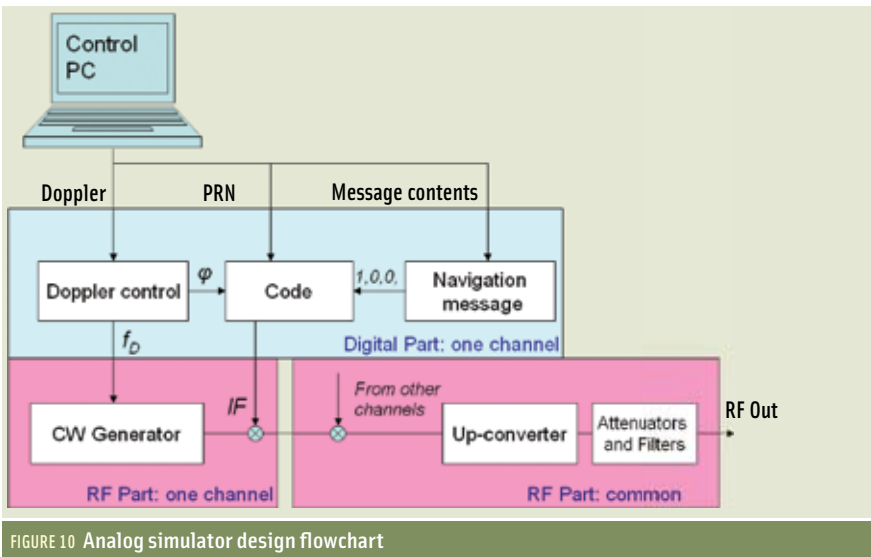 Control
PC
Doppler
PRN
Message contents
Doppler control
φ
Code
1,0,0,
Navigation
message
f_D
Digital Part: one channel
CW Generator
IF
From other
channels
Up-converter
Attenuators
and Filters
RF Out
RF Part: one channel
RF Part: common
FIGURE 10 Analog simulator design flowchart